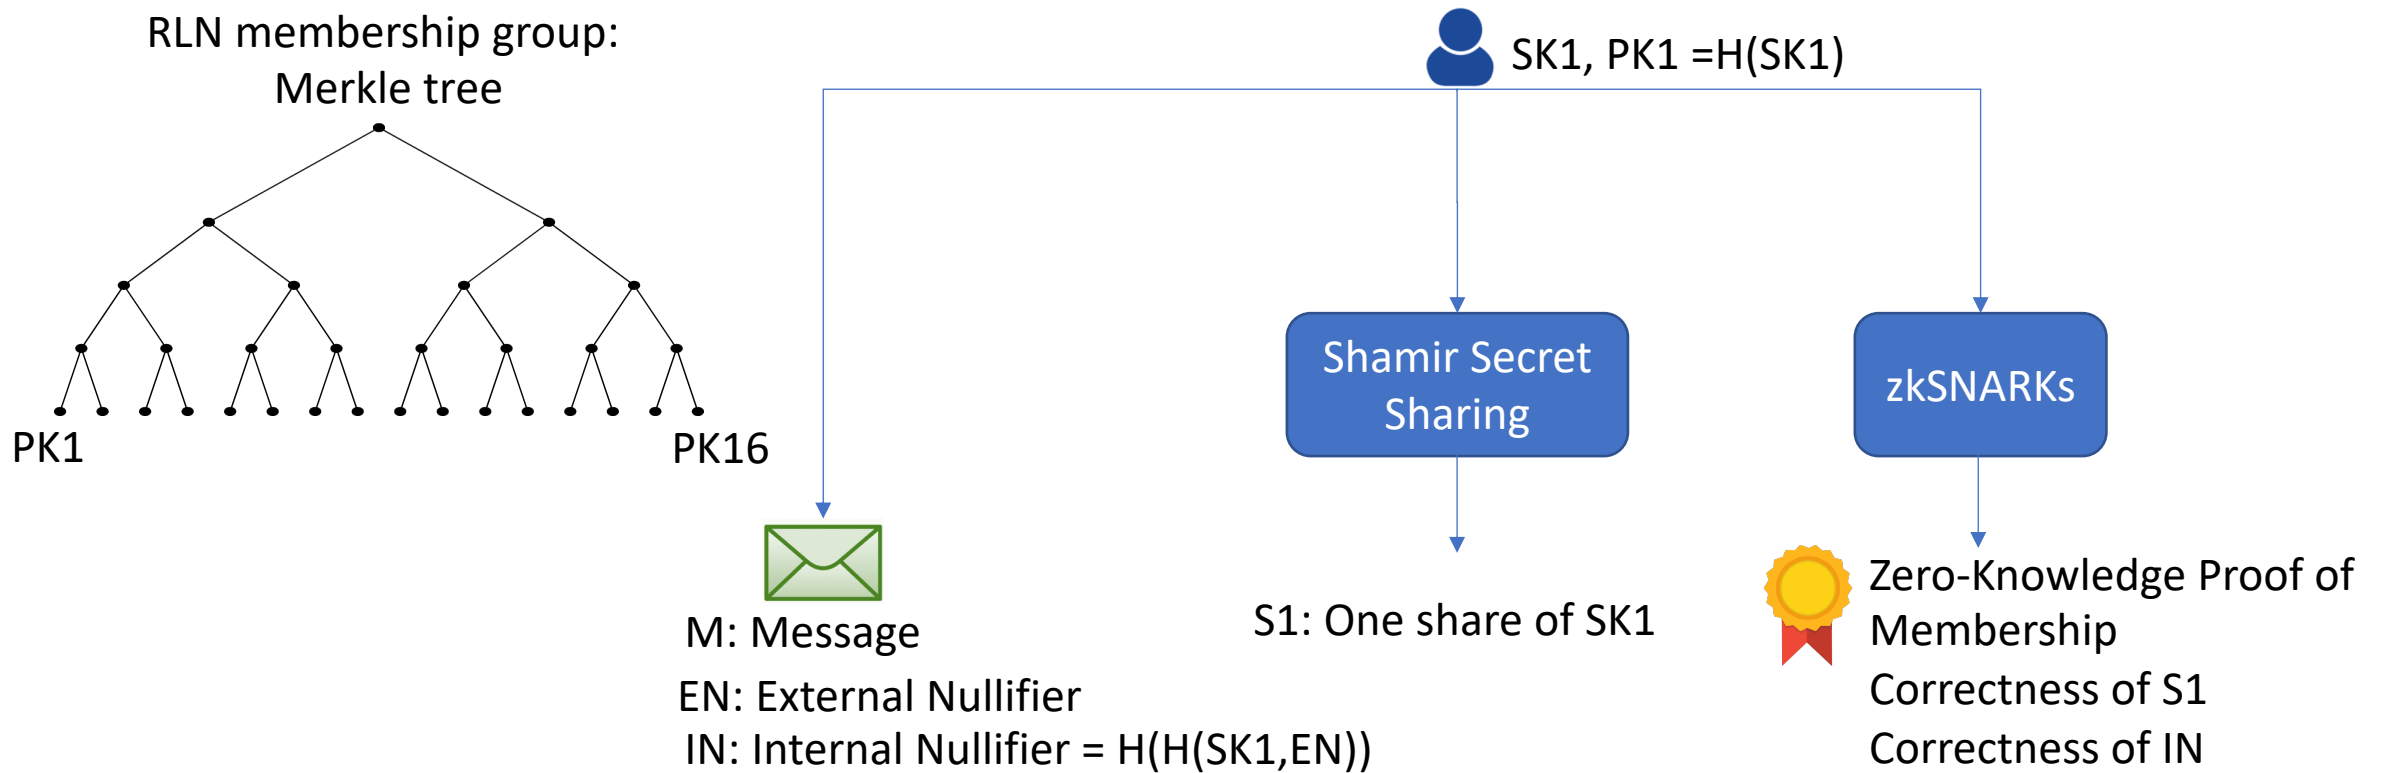 RLN membership group:
Merkle tree
PK1
PK16
SK1, PK1 =H(SK1)
Shamir Secret
Sharing
zkSNARKs
M: Message
EN: External Nullifier
IN: Internal Nullifier = H(H(SK1,EN))
S1: One share of SK1
Zero-Knowledge Proof of
Membership
Correctness of S1
Correctness of IN